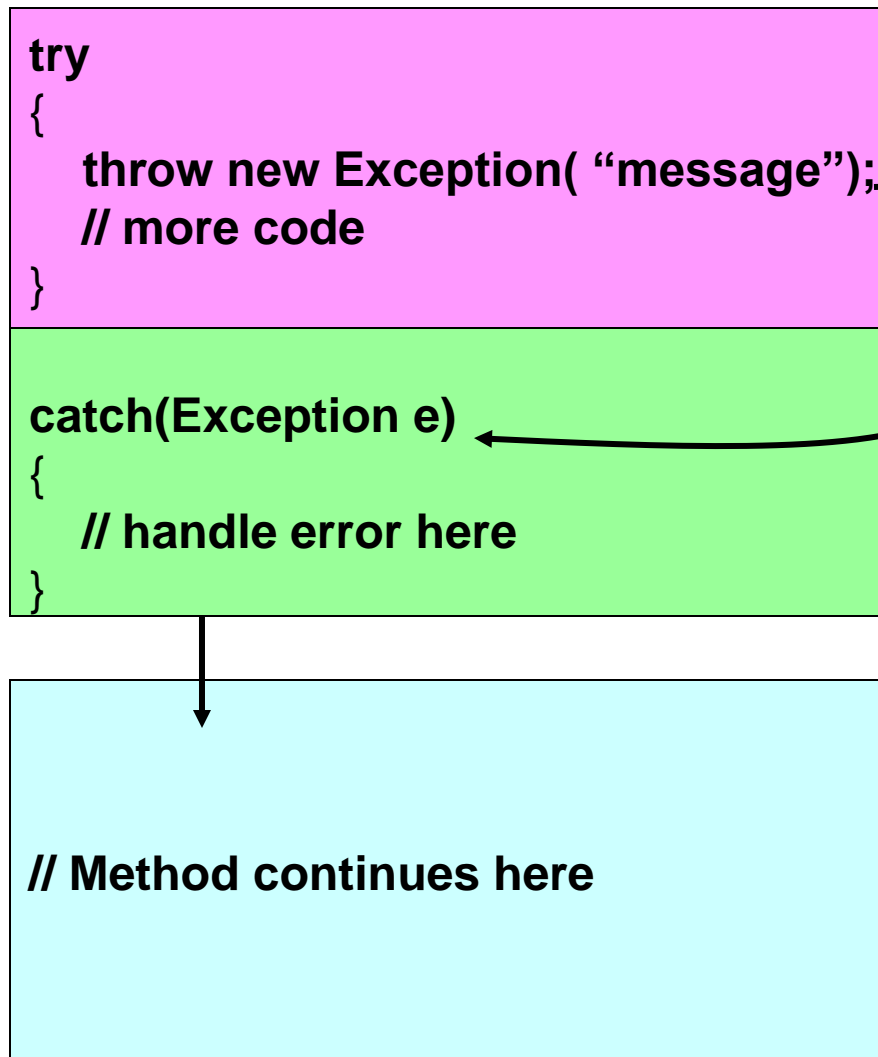 try
{
throw new Exception( “message”);
// more code
}
catch(Exception e)
{
// handle error here
}
// Method continues here